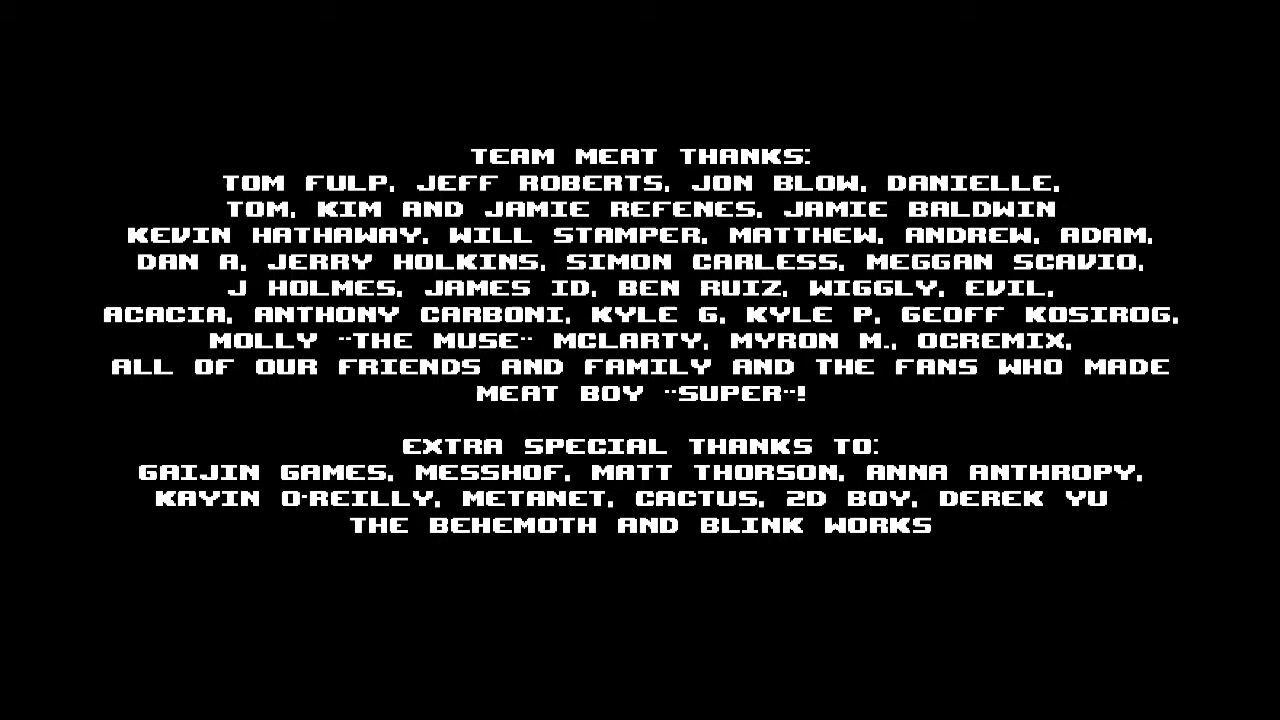 TEAM MEAT THANKS:
TOM FULP, JEFF ROBERTS, JON BLOW, DANIELLE,
TOM, KIM AND JAMIE REFENES, JAMIE BALDWIN
KEVIN HATHAWAY, WILL STAMPER, MATTHEW, ANDREW, ADAM,
DAN A, JERRY HOLKINS, SIMON CARLESS, MEGGAN SCAVIO,
J HOLMES, JAMES ID, BEN RUIZ, WIGGLY, EVIL,
ACACIA, ANTHONY CARBONI, KYLE G, KYLE P, GEOFF KOSIROG,
MOLLY "THE MUSE" MCLARTY, MYRON M., OCREMIX,
ALL OF OUR FRIENDS AND FAMILY AND THE FANS WHO MADE
MEAT BOY "SUPER"!
EXTRA SPECIAL THANKS TO:
GAIJIN GAMES, MESSHOF, MATT THORSON, ANNA ANTHROPY,
KAYIN O'REILLY, METANET, CACTUS, 2D BOY, DEREK YU
THE BEHEMOTH AND BLINK WORKS